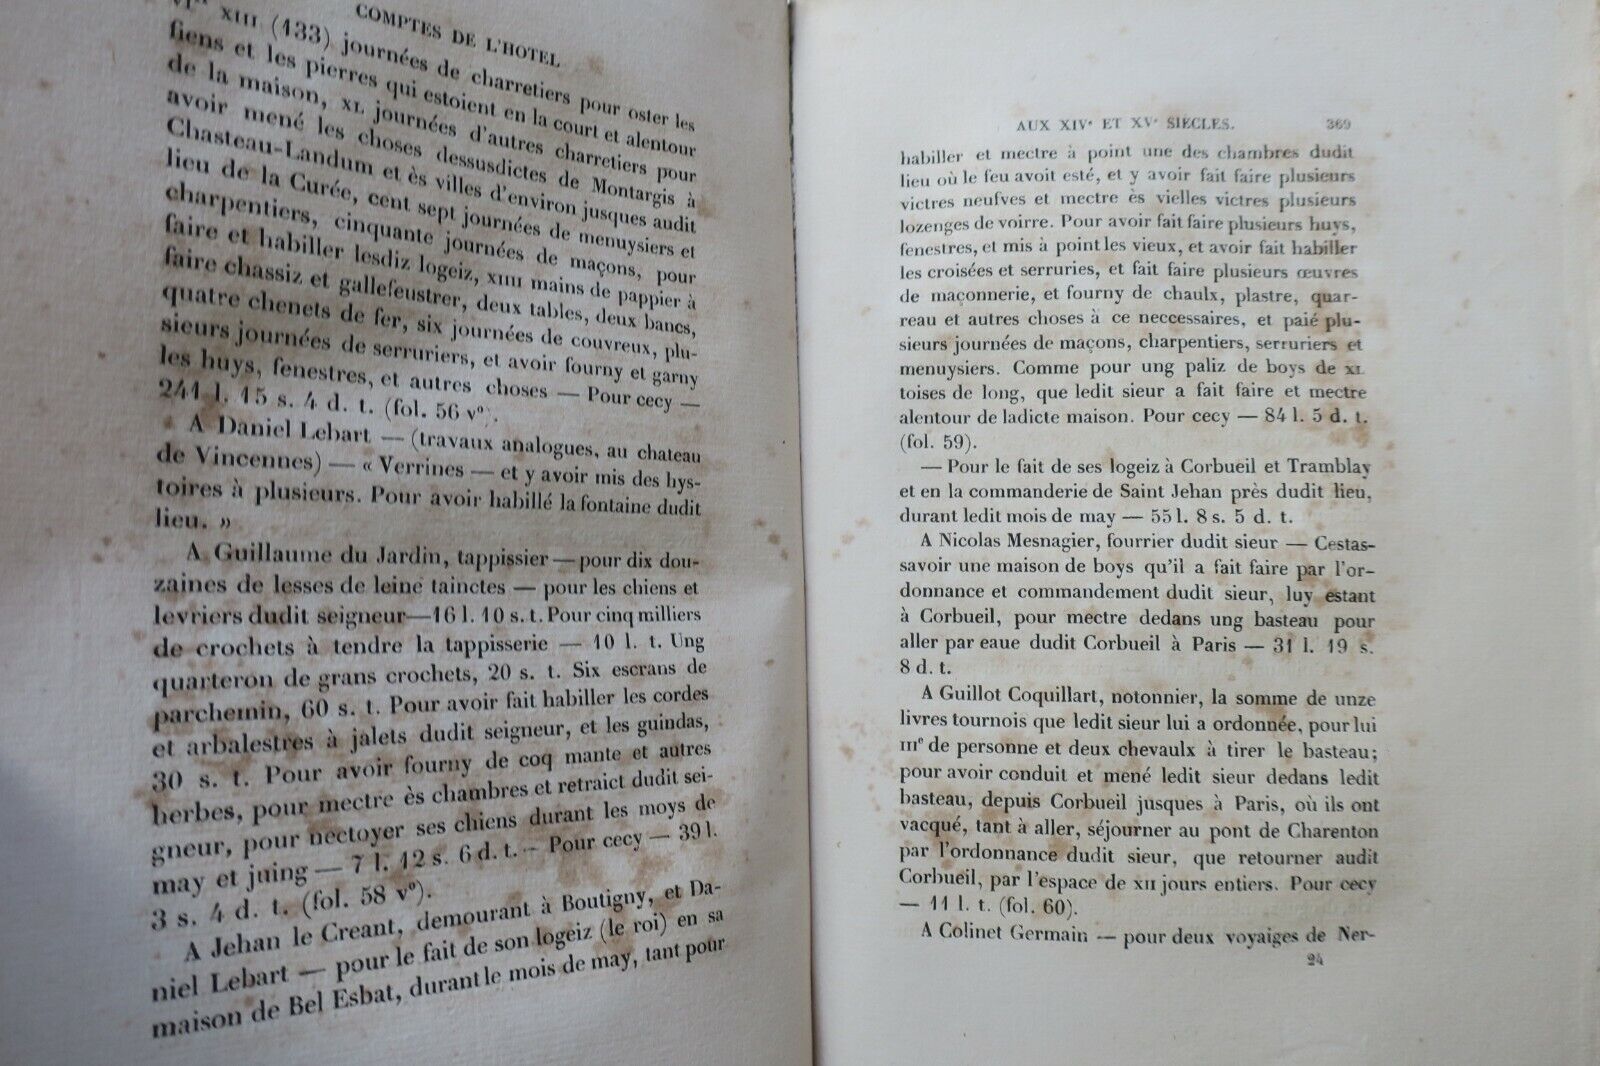 COMPTES DE L'HOTEL
XIII (133) journées de charretiers pour oster les
fiens et les pierres qui estoient en la court et alentour
de la maison, XL journées d'autres charretiers pour
avoir mené les choses dessusdictes de Montargis à
Chasteau-Landum et ès villes d'environ jusques audit
lieu de la Curée, cent sept journées de menuysiers et
charpentiers, cinquante journées de maçons, pour
faire et habiller lesdiz logeiz, XIIII mains de pappier à
faire chassiz et gallefeustrer, deux tables, deux bancs,
quatre chenets de fer, six journées de couvreux, plu-
sieurs journées de serruriers, et avoir fourny et garny
les huys, fenestres, et autres choses — Pour cecy —
241 l. 15 s. 4 d. t. (fol. 56 v°).
A Daniel Lebart — (travaux analogues, au chateau
de Vincennes) — « Verrines — et y avoir mis des hys-
toires à plusieurs. Pour avoir habillé la fontaine dudit
lieu. »
A Guillaume du Jardin, tappissier — pour dix dou-
zaines de lesses de leine tainctes — pour les chiens et
levriers dudit seigneur — 16 l. 10 s. t. Pour cinq milliers
de crochets à tendre la tappisserie — 10 l. t. Ung
quarteron de grans crochets, 20 s. t. Six escrans de
parchemin, 60 s. t. Pour avoir fait habiller les cordes
et arbalestres à jalets dudit seigneur, et les guindas,
30 s. t. Pour avoir fourny de coq mante et autres
herbes, pour mectre ès chambres et retraict dudit sei-
gneur, pour nectoyer ses chiens durant les moys de
may et juing — 7 l. 12 s. 6 d. t. — Pour cecy — 39 l.
3 s. 4 d. t. (fol. 58 v°).
A Jehan le Creant, demourant à Boutigny, et Da-
niel Lebart — pour le fait de son logeiz (le roi) en sa
maison de Bel Esbat, durant le mois de may, tant pour
AUX XIVe ET XVe SIÈCLES. 369
habiller et mectre à point une des chambres dudit
lieu où le feu avoit esté, et y avoir fait faire plusieurs
victres neufves et mectre ès vielles victres plusieurs
lozenges de voirre. Pour avoir fait faire plusieurs huys,
fenestres, et mis à point les vieux, et avoir fait habiller
les croisées et serruries, et fait faire plusieurs œuvres
de maçonnerie, et fourny de chaulx, plastre, quar-
reau et autres choses à ce neccessaires, et paié plu-
sieurs journées de maçons, charpentiers, serruriers et
menuysiers. Comme pour ung paliz de boys de XL
toises de long, que ledit sieur a fait faire et mectre
alentour de ladicte maison. Pour cecy — 84 l. 5 d. t.
(fol. 59).
— Pour le fait de ses logeiz à Corbueil et Tramblay
et en la commanderie de Saint Jehan près dudit lieu,
durant ledit mois de may — 55 l. 8 s. 5 d. t.
A Nicolas Mesnagier, fourrier dudit sieur — Cestas-
savoir une maison de boys qu'il a fait faire par l'or-
donnance et commandement dudit sieur, luy estant
à Corbueil, pour mectre dedans ung basteau pour
aller par eaue dudit Corbueil à Paris — 31 l. 19 s.
8 d. t.
A Guillot Coquillart, notonnier, la somme de unze
livres tournois que ledit sieur lui a ordonnée, pour lui
IIIe de personne et deux chevaulx à tirer le basteau;
pour avoir conduit et mené ledit sieur dedans ledit
basteau, depuis Corbueil jusques à Paris, où ils ont
vacqué, tant à aller, séjourner au pont de Charenton
par l'ordonnance dudit sieur, que retourner audit
Corbueil, par l'espace de XII jours entiers. Pour cecy
— 11 l. t. (fol. 60).
A Colinet Germain — pour deux voyaiges de Ner-
24